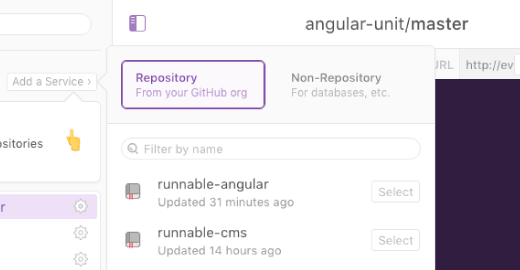 angular-unit/master
Add a Service ›
Repository
From your GitHub org
Non-Repository
For databases, etc.
URL
http://ev
Filter by name
runnable-angular
Updated 31 minutes ago
Select
runnable-cms
Updated 14 hours ago
Select